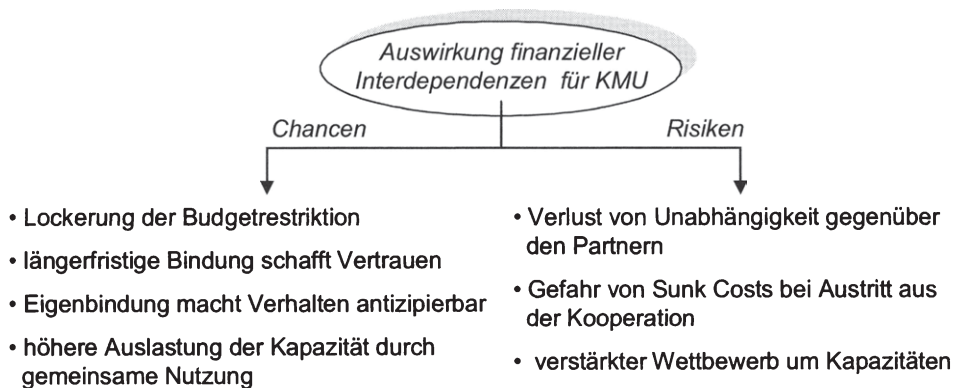 Auswirkung finanzieller
Interdependenzen für KMU
Chancen
Risiken
• Lockerung der Budgetrestriktion
• längerfristige Bindung schafft Vertrauen
• Eigenbindung macht Verhalten antizipierbar
• höhere Auslastung der Kapazität durch
gemeinsame Nutzung
• Verlust von Unabhängigkeit gegenüber
den Partnern
• Gefahr von Sunk Costs bei Austritt aus
der Kooperation
• verstärkter Wettbewerb um Kapazitäten